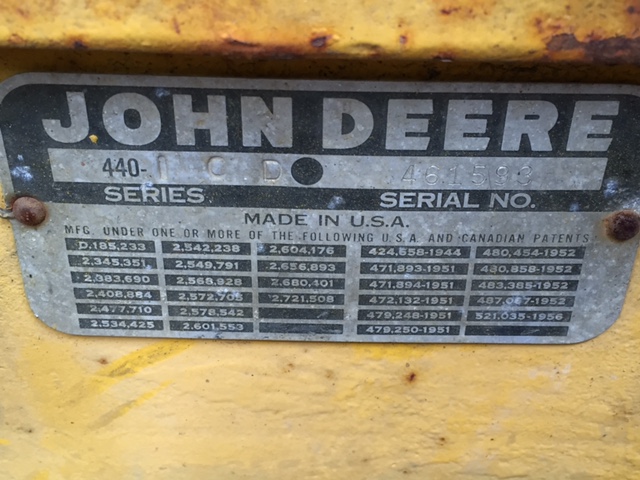 JOHN DEERE
440- I C D 461593
SERIES SERIAL NO.
MADE IN U.S.A.
MFG. UNDER ONE OR MORE OF THE FOLLOWING U.S.A. AND CANADIAN PATENTS
D.185,233 2,542,238 2,604,176 424,558-1944 480,454-1952
2,345,351 2,549,791 2,656,893 471,893-1951 480,858-1952
2,383,690 2,568,928 2,680,401 471,894-1951 483,385-1952
2,408,884 2,572,705 2,721,508 472,132-1951 487,087-1952
2,477,710 2,578,542 479,248-1951 521,035-1956
2,534,425 2,601,553 479,250-1951